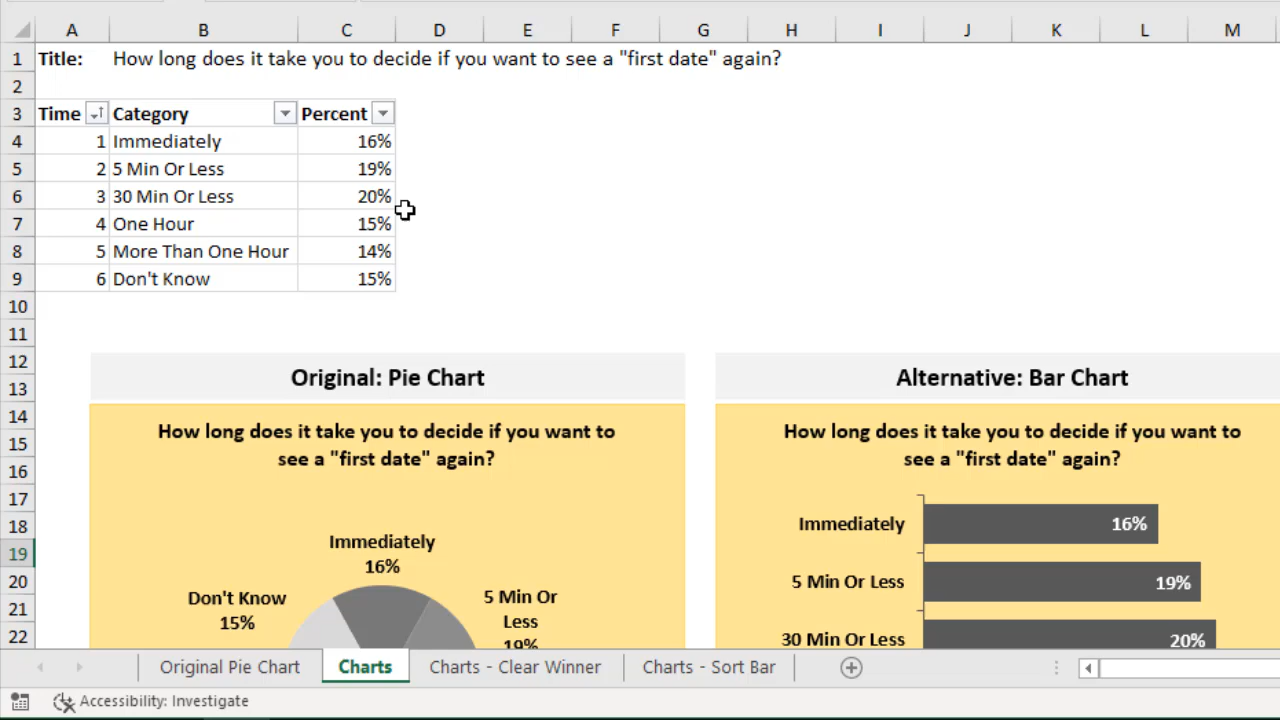 A B C D E F G H I J K L M
1 Title: How long does it take you to decide if you want to see a "first date" again?
2
3 Time Category Percent
4 1 Immediately 16%
5 2 5 Min Or Less 19%
6 3 30 Min Or Less 20%
7 4 One Hour 15%
8 5 More Than One Hour 14%
9 6 Don't Know 15%
10
11
12
13
14
15
16
17
18
19
20
21
22
Original: Pie Chart
How long does it take you to decide if you want to
see a "first date" again?
Immediately
16%
Don't Know
15%
5 Min Or
Less
19%
Alternative: Bar Chart
How long does it take you to decide if you want to
see a "first date" again?
Immediately 16%
5 Min Or Less 19%
30 Min Or Less 20%
Original Pie Chart Charts Charts - Clear Winner Charts - Sort Bar
Accessibility: Investigate